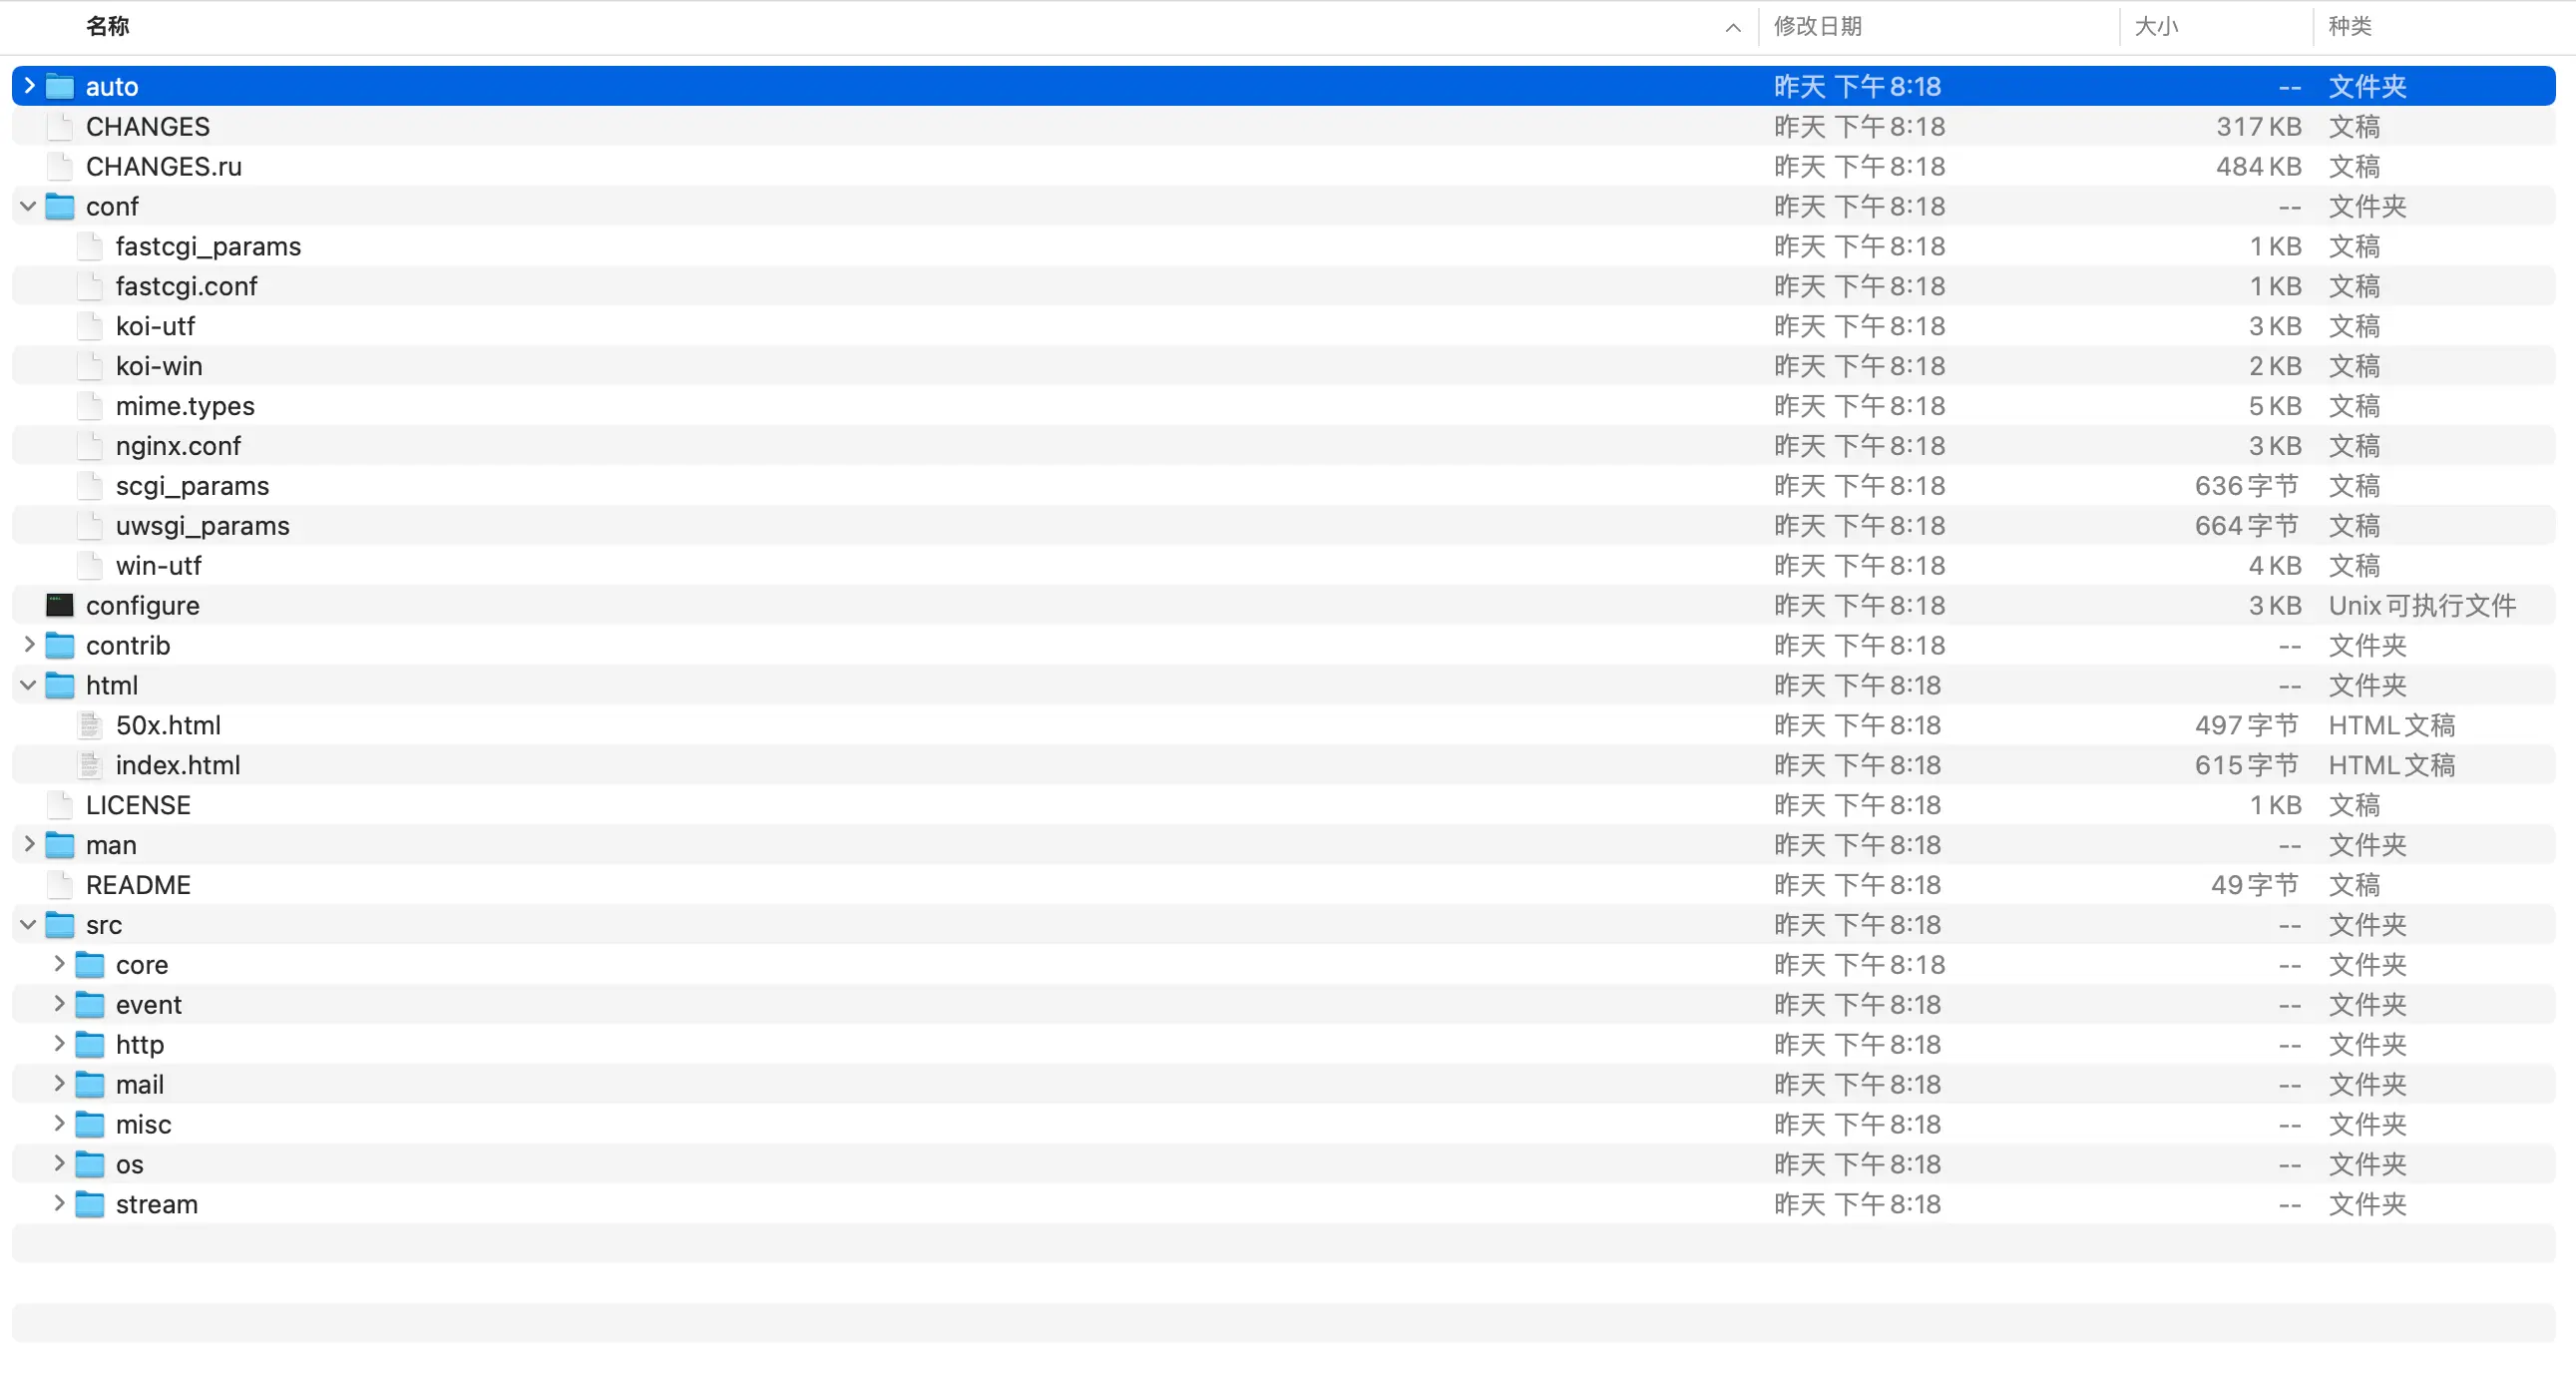 名称 修改日期 大小 种类
auto 昨天 下午8:18 -- 文件夹
CHANGES 昨天 下午8:18 317 KB 文稿
CHANGES.ru 昨天 下午8:18 484 KB 文稿
conf 昨天 下午8:18 -- 文件夹
fastcgi_params 昨天 下午8:18 1 KB 文稿
fastcgi.conf 昨天 下午8:18 1 KB 文稿
koi-utf 昨天 下午8:18 3 KB 文稿
koi-win 昨天 下午8:18 2 KB 文稿
mime.types 昨天 下午8:18 5 KB 文稿
nginx.conf 昨天 下午8:18 3 KB 文稿
scgi_params 昨天 下午8:18 636字节 文稿
uwsgi_params 昨天 下午8:18 664字节 文稿
win-utf 昨天 下午8:18 4 KB 文稿
configure 昨天 下午8:18 3 KB Unix可执行文件
contrib 昨天 下午8:18 -- 文件夹
html 昨天 下午8:18 -- 文件夹
50x.html 昨天 下午8:18 497字节 HTML文稿
index.html 昨天 下午8:18 615字节 HTML文稿
LICENSE 昨天 下午8:18 1 KB 文稿
man 昨天 下午8:18 -- 文件夹
README 昨天 下午8:18 49字节 文稿
src 昨天 下午8:18 -- 文件夹
core 昨天 下午8:18 -- 文件夹
event 昨天 下午8:18 -- 文件夹
http 昨天 下午8:18 -- 文件夹
mail 昨天 下午8:18 -- 文件夹
misc 昨天 下午8:18 -- 文件夹
os 昨天 下午8:18 -- 文件夹
stream 昨天 下午8:18 -- 文件夹